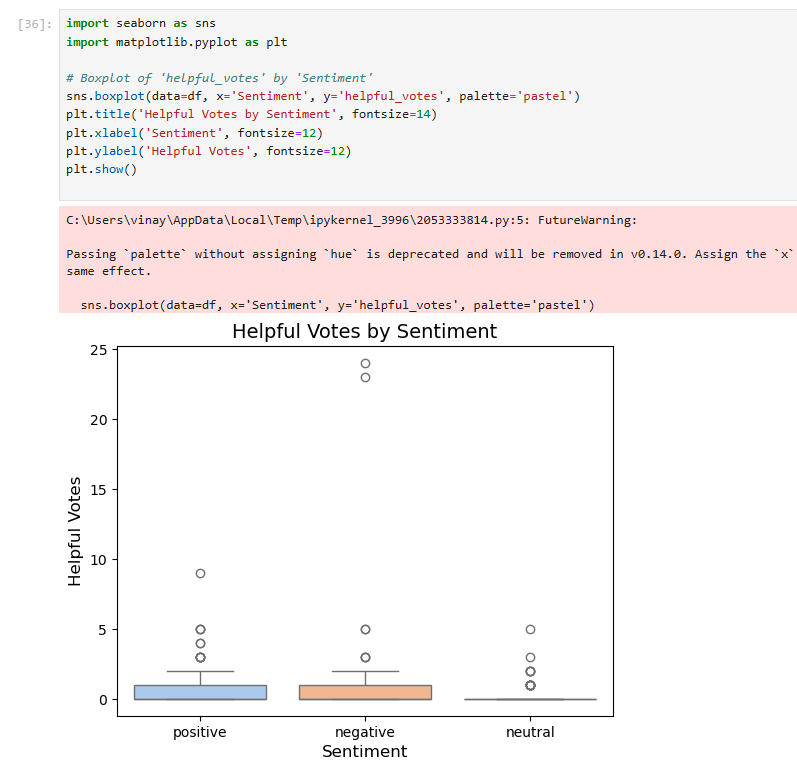 [36]:
import seaborn as sns
import matplotlib.pyplot as plt
# Boxplot of 'helpful_votes' by 'Sentiment'
sns.boxplot(data=df, x='Sentiment', y='helpful_votes', palette='pastel')
plt.title('Helpful Votes by Sentiment', fontsize=14)
plt.xlabel('Sentiment', fontsize=12)
plt.ylabel('Helpful Votes', fontsize=12)
plt.show()
C:\Users\vinay\AppData\Local\Temp\ipykernel_3996\2053333814.py:5: FutureWarning:
Passing `palette` without assigning `hue` is deprecated and will be removed in v0.14.0. Assign the `x`
same effect.
sns.boxplot(data=df, x='Sentiment', y='helpful_votes', palette='pastel')
Helpful Votes by Sentiment
25
20
15
10
5
0
Helpful Votes
positive
negative
neutral
Sentiment